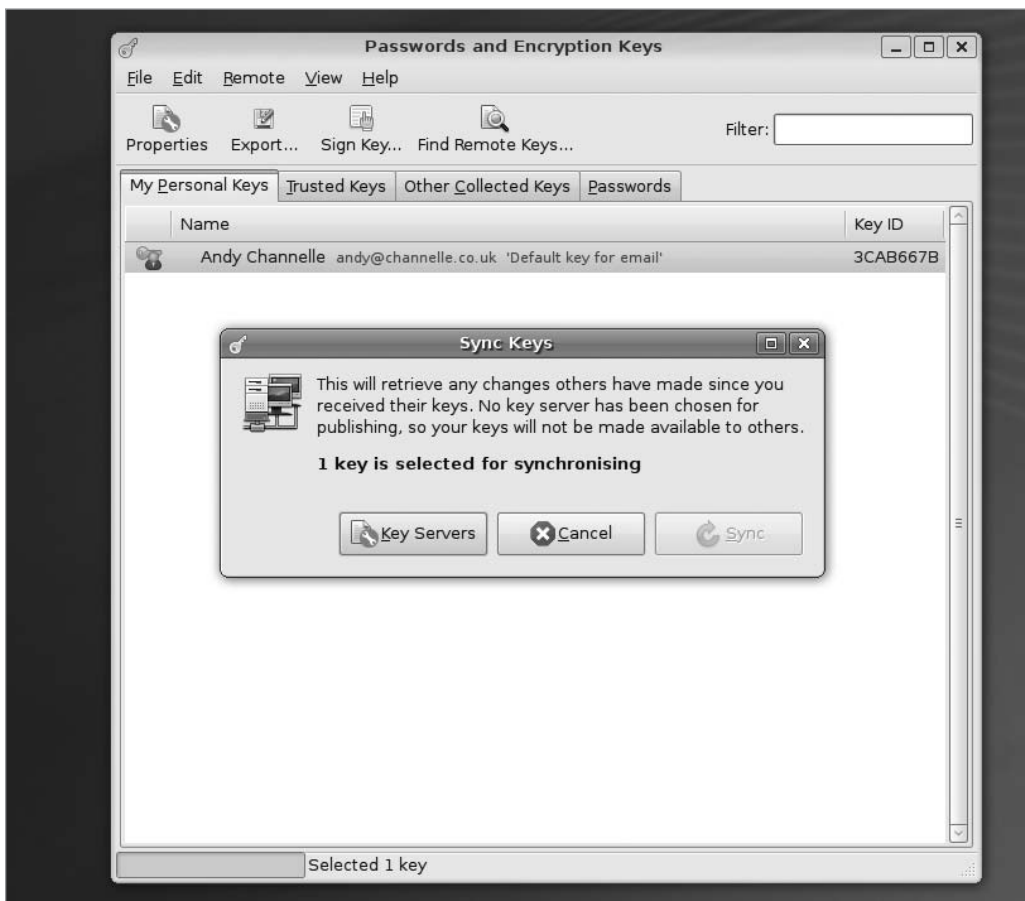 Passwords and Encryption Keys
File Edit Remote View Help
Properties Export... Sign Key... Find Remote Keys... Filter:
My Personal Keys Trusted Keys Other Collected Keys Passwords
Name Key ID
Andy Channelle andy@channelle.co.uk 'Default key for email' 3CAB667B
Sync Keys
This will retrieve any changes others have made since you
received their keys. No key server has been chosen for
publishing, so your keys will not be made available to others.
1 key is selected for synchronising
Key Servers Cancel Sync
Selected 1 key